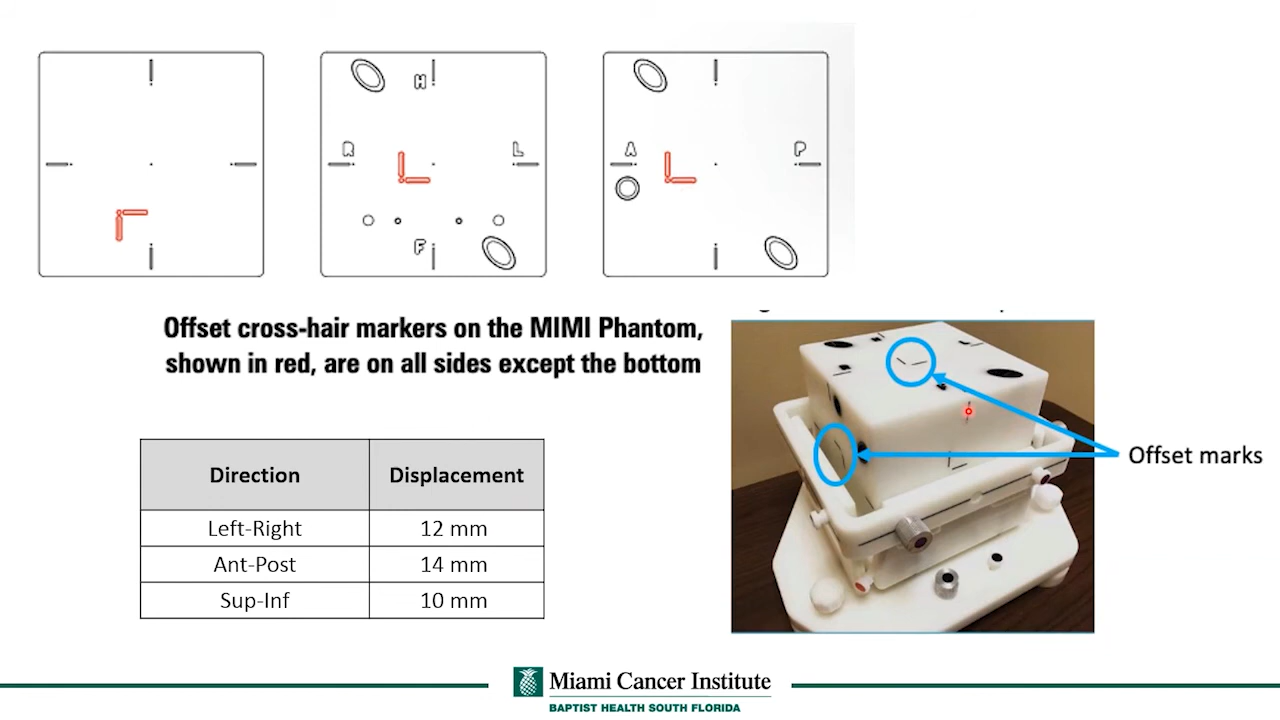 H
R
L
F
A
P
Offset cross-hair markers on the MIMI Phantom,
shown in red, are on all sides except the bottom
Direction Displacement
Left-Right 12 mm
Ant-Post 14 mm
Sup-Inf 10 mm
Offset marks
Miami Cancer Institute
BAPTIST HEALTH SOUTH FLORIDA